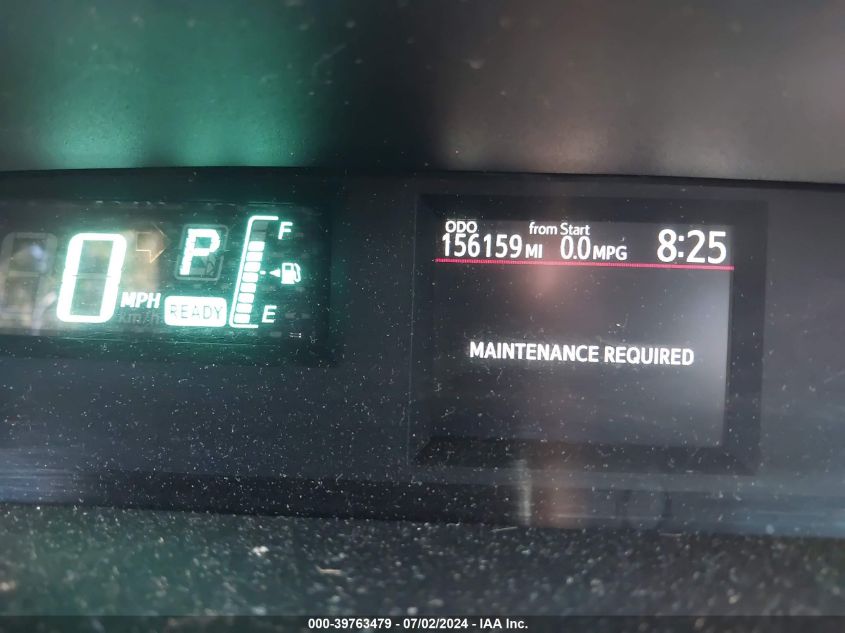 0 MPH
km/h
P
READY
F
E
ODO from Start
156159 MI 0.0 MPG 8:25
MAINTENANCE REQUIRED
000-39763479 - 07/02/2024 - IAA Inc.